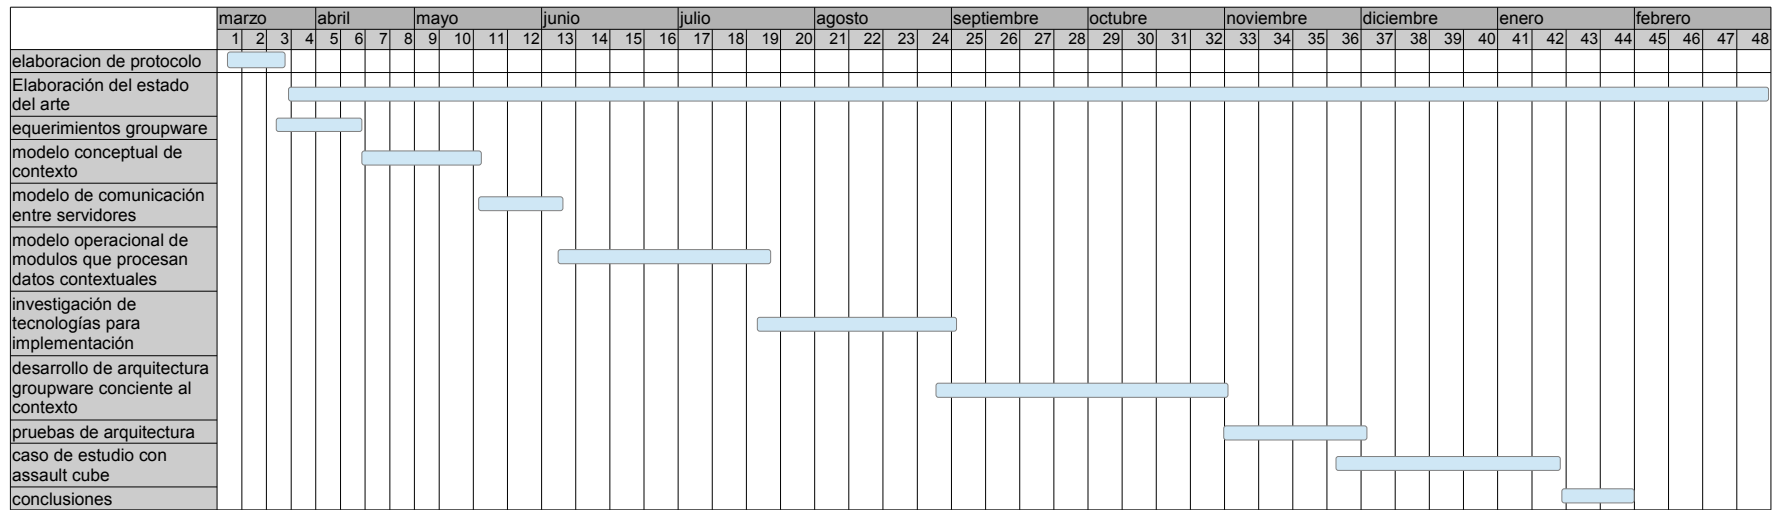 marzo abril mayo junio julio agosto septiembre octubre noviembre diciembre enero febrero
1 2 3 4 5 6 7 8 9 10 11 12 13 14 15 16 17 18 19 20 21 22 23 24 25 26 27 28 29 30 31 32 33 34 35 36 37 38 39 40 41 42 43 44 45 46 47 48
elaboracion de protocolo
Elaboración del estado
del arte
equerimientos groupware
modelo conceptual de
contexto
modelo de comunicación
entre servidores
modelo operacional de
modulos que procesan
datos contextuales
investigación de
tecnologías para
implementación
desarrollo de arquitectura
groupware conciente al
contexto
pruebas de arquitectura
caso de estudio con
assault cube
conclusiones